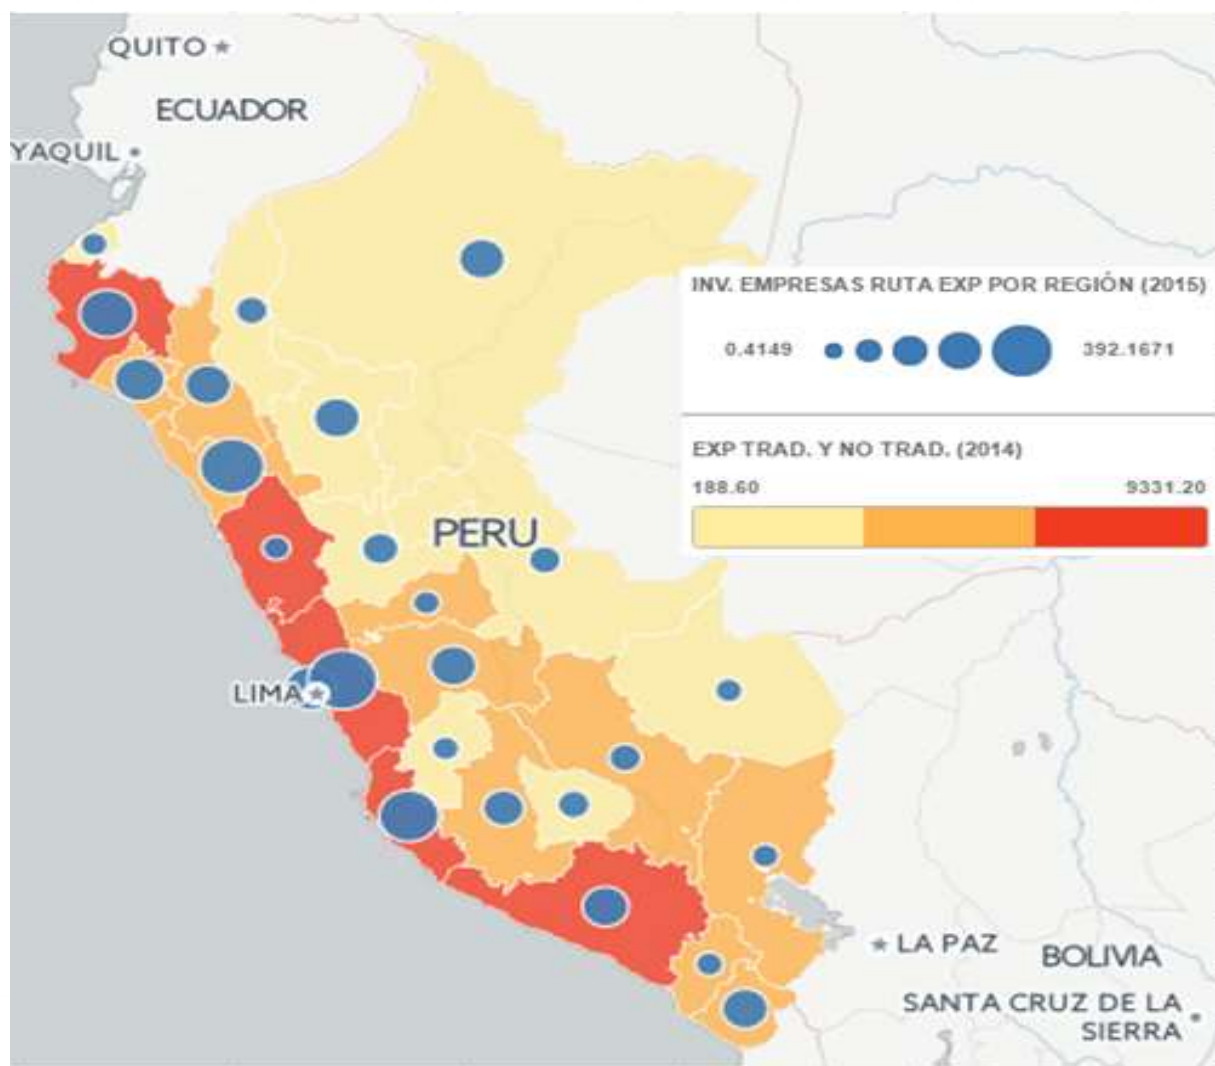 QUITO
ECUADOR
YAQUIL
INV. EMPRESAS RUTA EXP POR REGIÓN (2015)
0.4149 392.1671
EXP TRAD. Y NO TRAD. (2014)
188.60 9331.20
PERU
LIMA
LA PAZ
BOLIVIA
SANTA CRUZ DE LA
SIERRA